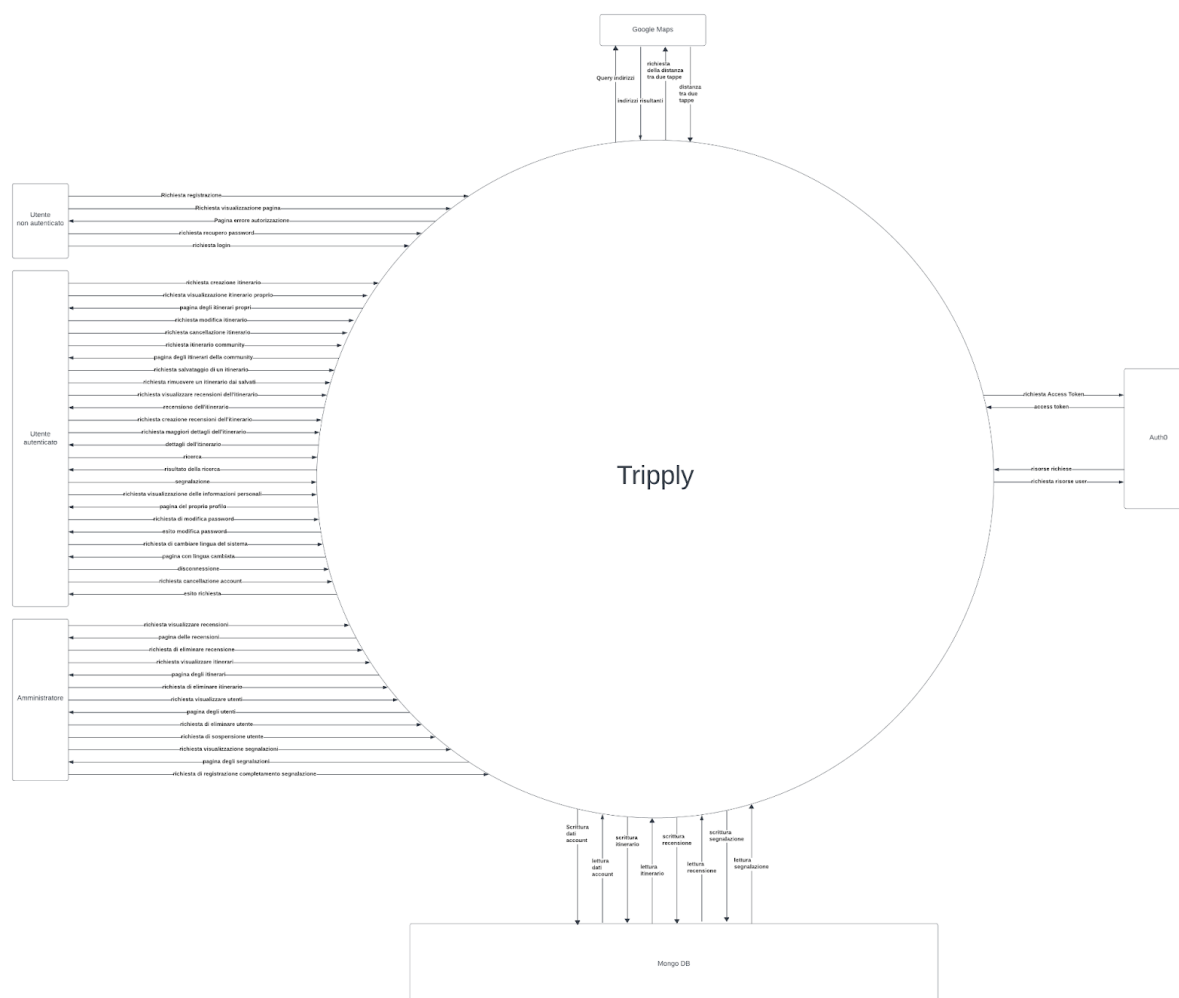 Google Maps
Query indirizzi
indirizzi risultanti
richiesta
della distanza
tra due tappe
distanza
tra due
tappe
Utente
non autenticato
Richiesta registrazione
Richiesta visualizzazione pagina
Pagina errore autorizzazione
richiesta recupero password
richiesta login
Utente
autenticato
richiesta creazione itinerario
richiesta visualizzazione itinerario proprio
pagina degli itinerari propri
richiesta modifica itinerario
richiesta cancellazione itinerario
richiesta itinerario community
pagina degli itinerari della community
richiesta salvataggio di un itinerario
richiesta rimuovere un itinerario dai salvati
richiesta visualizzare recensioni dell'itinerario
recensione dell'itinerario
richiesta creazione recensioni dell'itinerario
richiesta maggiori dettagli dell'itinerario
dettagli dell'itinerario
ricerca
risultato della ricerca
segnalazione
richiesta visualizzazione delle informazioni personali
pagina del proprio profilo
richiesta di modifica password
esito modifica password
richiesta di cambiare lingua del sistema
pagina con lingua cambiata
disconnessione
richiesta cancellazione account
esito richiesta
Amministratore
richiesta visualizzare recensioni
pagina delle recensioni
richiesta di eliminare recensione
richiesta visualizzare itinerari
pagina degli itinerari
richiesta di eliminare itinerario
richiesta visualizzare utenti
pagina degli utenti
richiesta di eliminare utente
richiesta di sospensione utente
richiesta visualizzazione segnalazioni
pagina degli segnalazioni
richiesta di registrazione completamento segnalazione
Tripply
richiesta Access Token
access token
risorse richiese
richiesta risorse user
Auth0
Scrittura
dati
account
lettura
dati
account
scrittura
itinerario
lettura
itinerario
scrittura
recensione
lettura
recensione
scrittura
segnalazione
lettura
segnalazione
Mongo DB